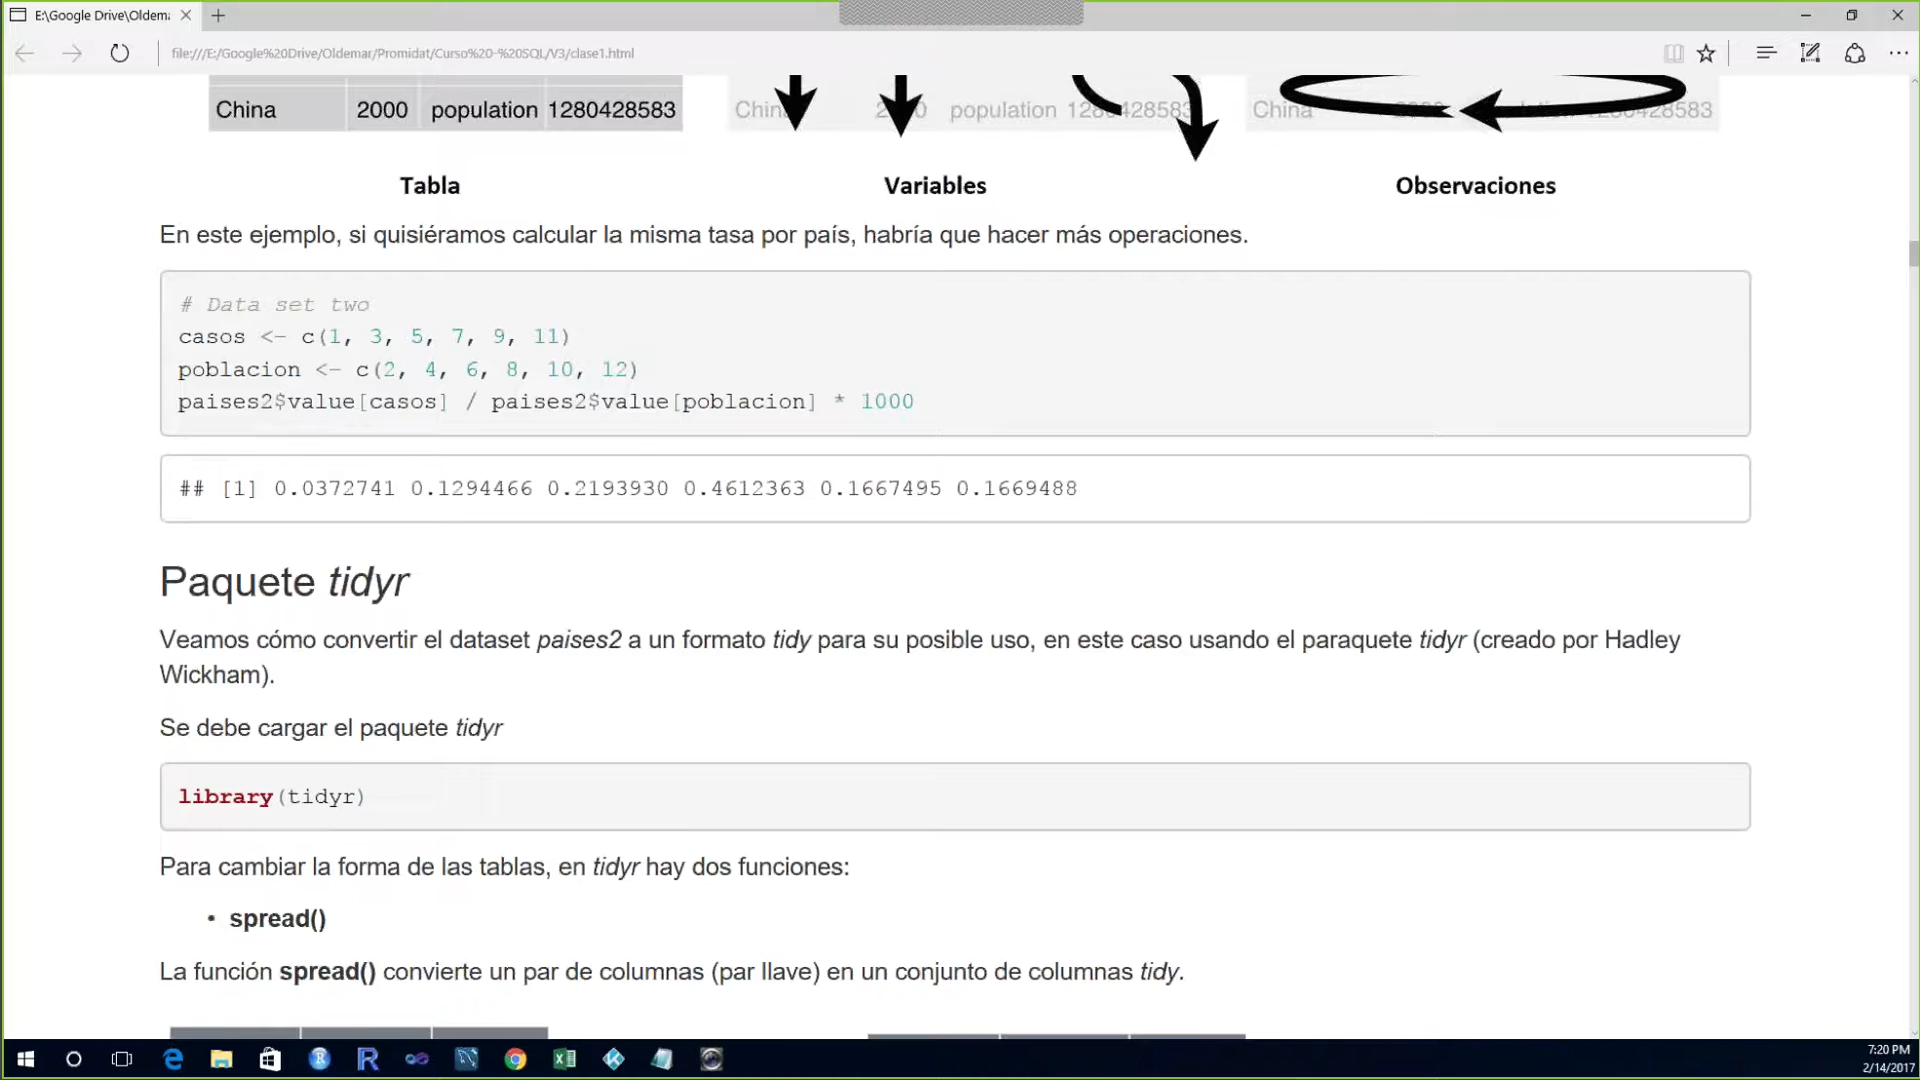 E:\Google Drive\Oldema
file:///E:/Google%20Drive/Oldemar/Promidat/Curso%20-%20SQL/V3/clase1.html
China 2000 population 1280428583
population
China
Tabla Variables Observaciones
En este ejemplo, si quisiéramos calcular la misma tasa por país, habría que hacer más operaciones.
# Data set two
casos <- c(1, 3, 5, 7, 9, 11)
poblacion <- c(2, 4, 6, 8, 10, 12)
paises2$value[casos] / paises2$value[poblacion] * 1000
## [1] 0.0372741 0.1294466 0.2193930 0.4612363 0.1667495 0.1669488
Paquete tidyr
Veamos cómo convertir el dataset paises2 a un formato tidy para su posible uso, en este caso usando el paraquete tidyr (creado por Hadley
Wickham).
Se debe cargar el paquete tidyr
library(tidyr)
Para cambiar la forma de las tablas, en tidyr hay dos funciones:
• spread()
La función spread() convierte un par de columnas (par llave) en un conjunto de columnas tidy.
7:20 PM
2/14/2017